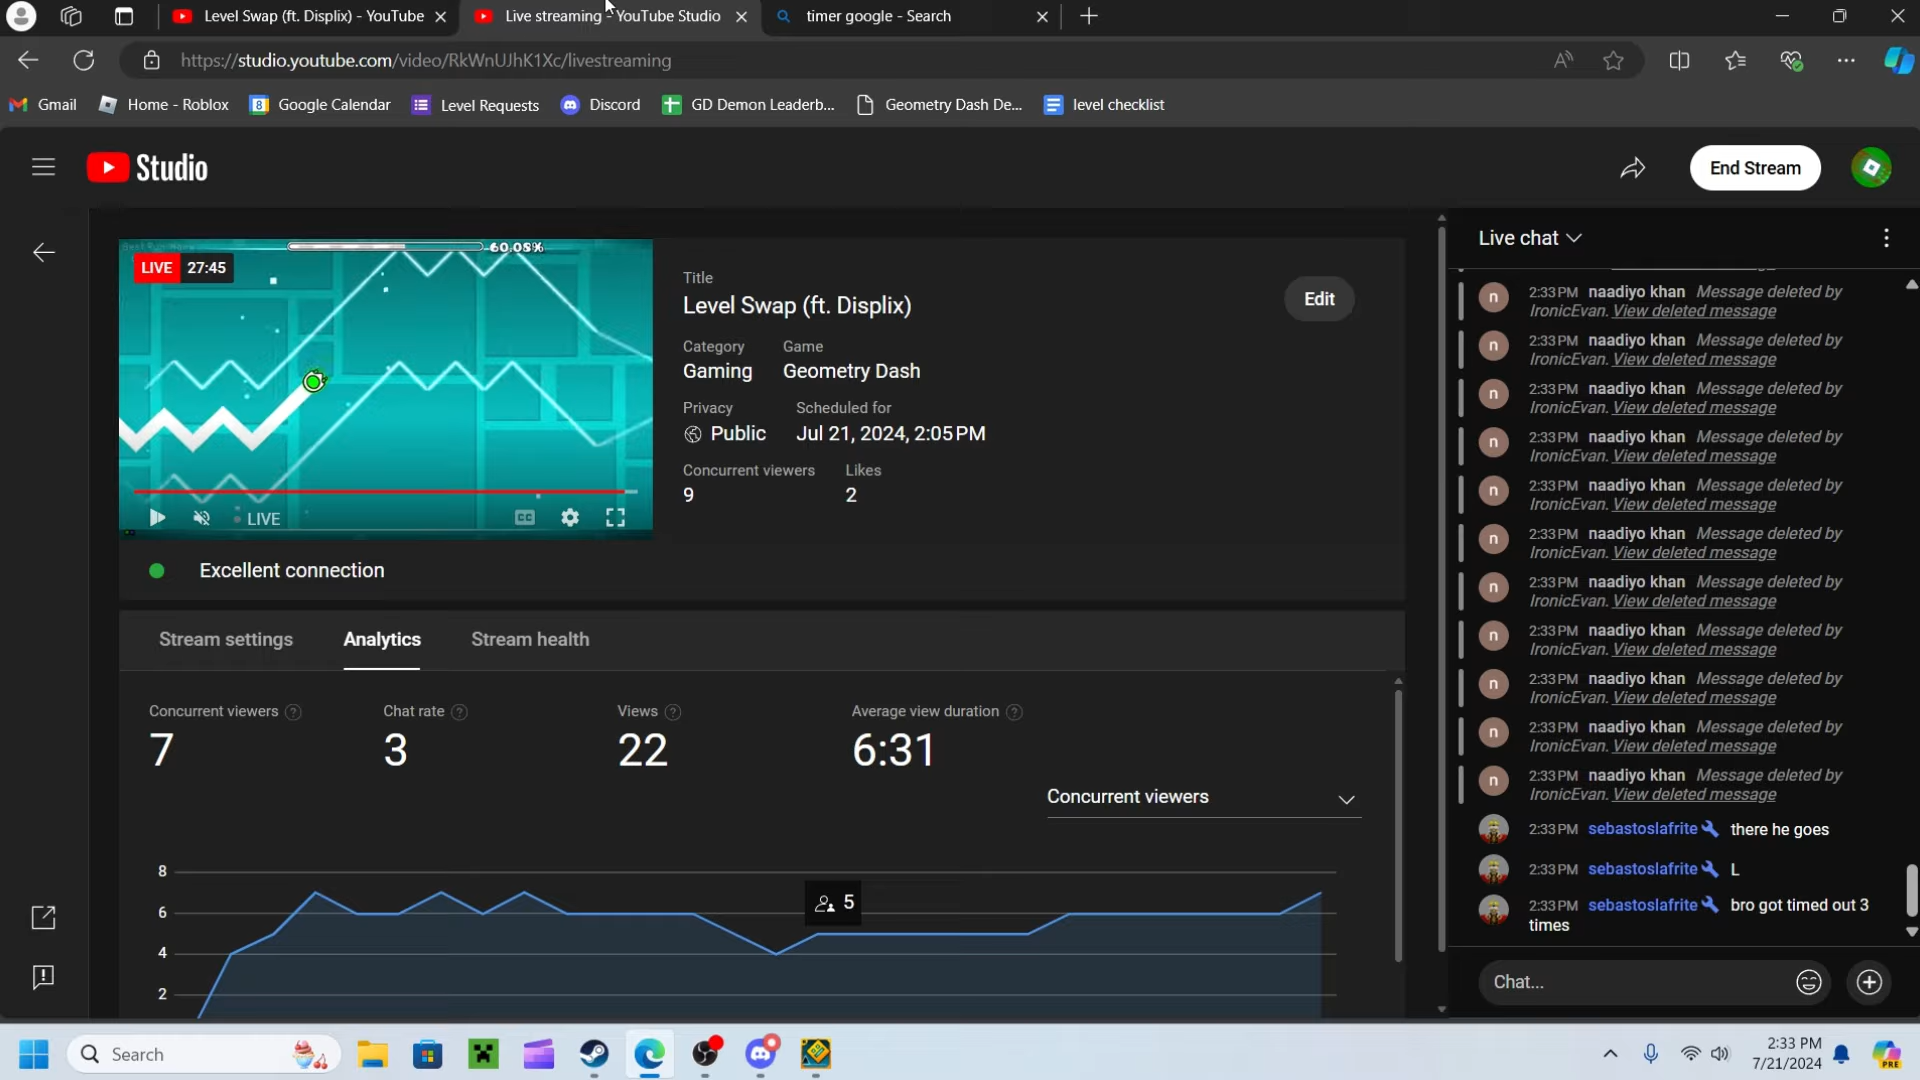 Level Swap (ft. Displix) - YouTube
Live streaming - YouTube Studio
timer google - Search
https://studio.youtube.com/video/RkWnUJhK1Xc/livestreaming
Gmail
Home - Roblox
Google Calendar
Level Requests
Discord
GD Demon Leaderb...
Geometry Dash De...
level checklist
Studio
End Stream
60.05%
LIVE 27:45
LIVE
CC
Title
Level Swap (ft. Displix)
Edit
Category Game
Gaming Geometry Dash
Privacy Scheduled for
Public Jul 21, 2024, 2:05 PM
Concurrent viewers Likes
9 2
Excellent connection
Stream settings Analytics Stream health
Concurrent viewers Chat rate Views Average view duration
7 3 22 6:31
Concurrent viewers
8
6
4
2
5
Live chat
n 2:33 PM naadiyo khan Message deleted by
IronicEvan. View deleted message
n 2:33 PM naadiyo khan Message deleted by
IronicEvan. View deleted message
n 2:33 PM naadiyo khan Message deleted by
IronicEvan. View deleted message
n 2:33 PM naadiyo khan Message deleted by
IronicEvan. View deleted message
n 2:33 PM naadiyo khan Message deleted by
IronicEvan. View deleted message
n 2:33 PM naadiyo khan Message deleted by
IronicEvan. View deleted message
n 2:33 PM naadiyo khan Message deleted by
IronicEvan. View deleted message
n 2:33 PM naadiyo khan Message deleted by
IronicEvan. View deleted message
n 2:33 PM naadiyo khan Message deleted by
IronicEvan. View deleted message
n 2:33 PM naadiyo khan Message deleted by
IronicEvan. View deleted message
n 2:33 PM naadiyo khan Message deleted by
IronicEvan. View deleted message
2:33 PM sebastoslafrite there he goes
2:33 PM sebastoslafrite L
2:33 PM sebastoslafrite bro got timed out 3
times
Chat...
Search
2:33 PM
7/21/2024
PRE